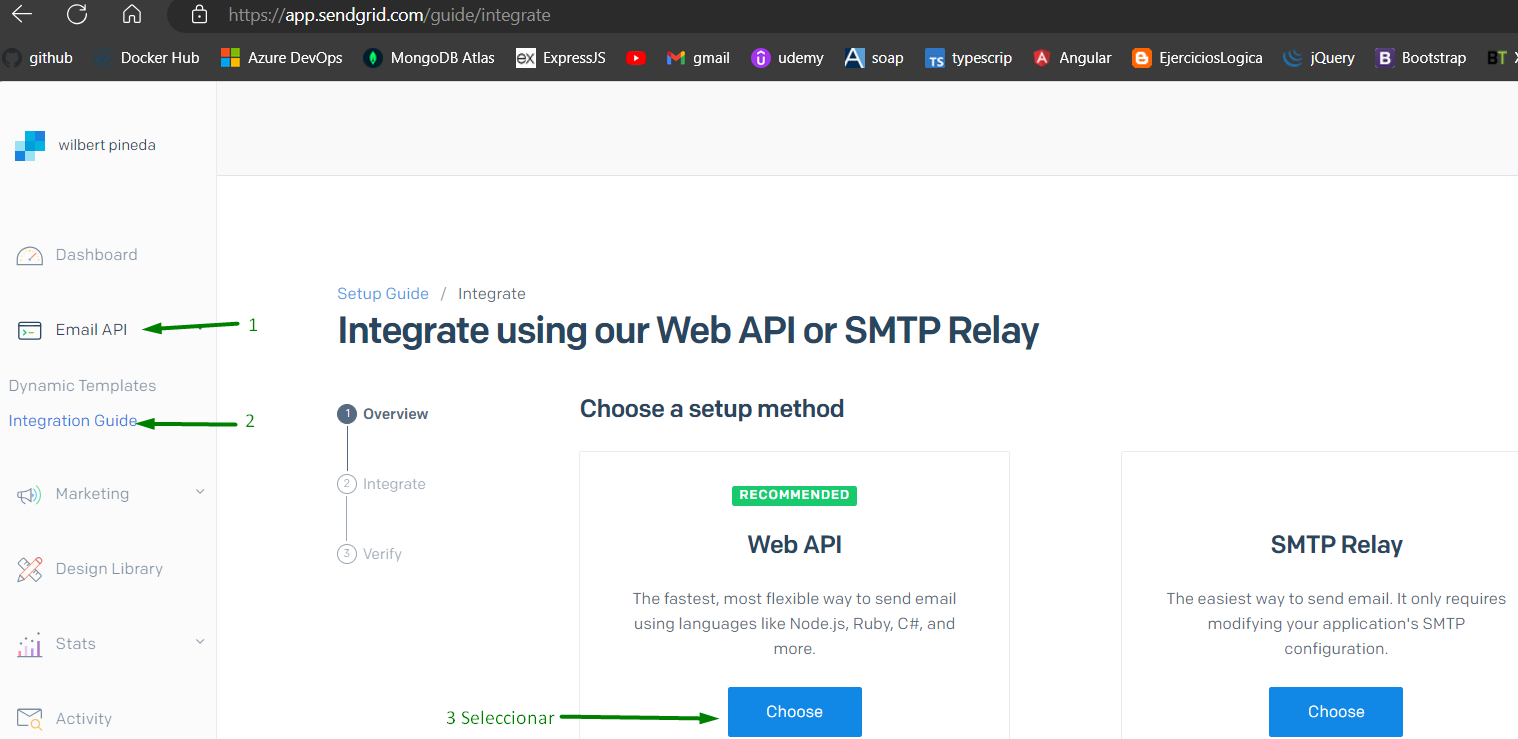 https://app.sendgrid.com/guide/integrate
github Docker Hub Azure DevOps MongoDB Atlas ExpressJS gmail udemy soap typescrip Angular EjerciciosLogica jQuery Bootstrap
wilbert pineda
Dashboard
Email API
1
Dynamic Templates
Integration Guide
2
Marketing
Design Library
Stats
Activity
Setup Guide / Integrate
Integrate using our Web API or SMTP Relay
1 Overview
2 Integrate
3 Verify
Choose a setup method
RECOMMENDED
Web API
The fastest, most flexible way to send email
using languages like Node.js, Ruby, C#, and
more.
3 Seleccionar
Choose
SMTP Relay
The easiest way to send email. It only requires
modifying your application's SMTP
configuration.
Choose